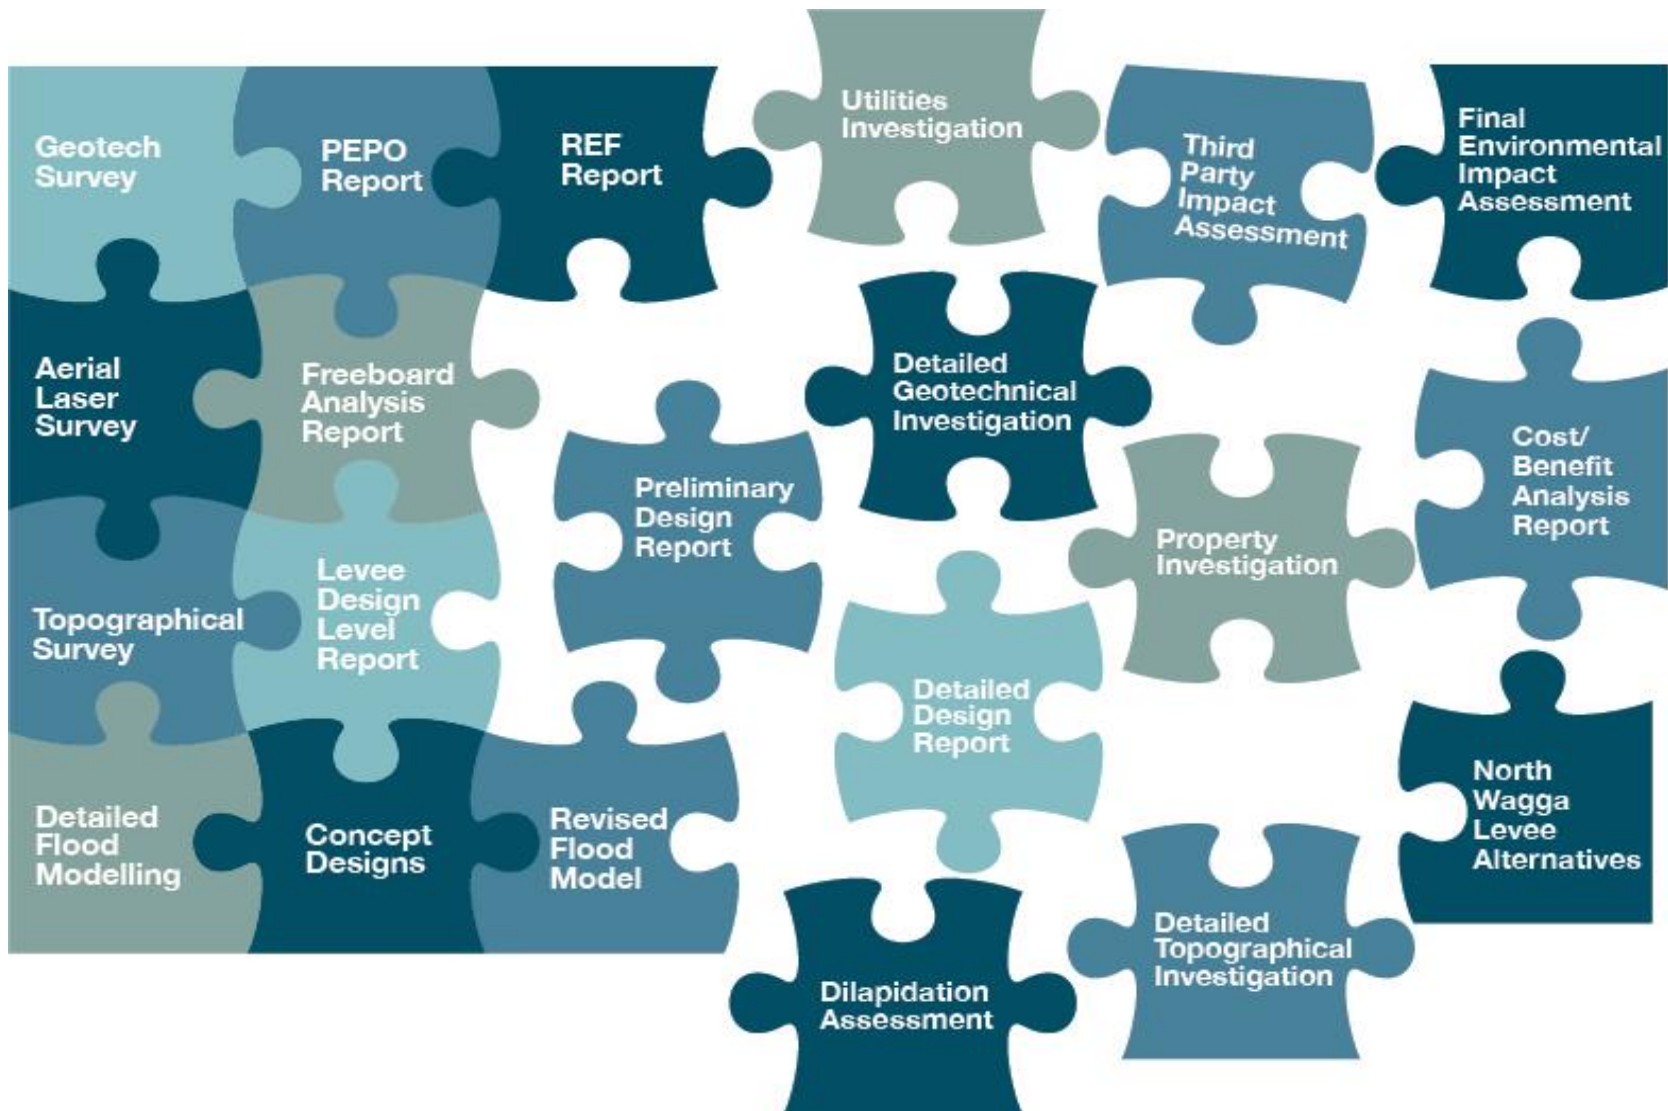 Geotech
Survey
PEPO
Report
REF
Report
Utilities
Investigation
Third
Party
Impact
Assessment
Final
Environmental
Impact
Assessment
Aerial
Laser
Survey
Freeboard
Analysis
Report
Preliminary
Design
Report
Detailed
Geotechnical
Investigation
Property
Investigation
Cost/
Benefit
Analysis
Report
Topographical
Survey
Levee
Design
Level
Report
Detailed
Design
Report
North
Wagga
Levee
Alternatives
Detailed
Flood
Modelling
Concept
Designs
Revised
Flood
Model
Dilapidation
Assessment
Detailed
Topographical
Investigation